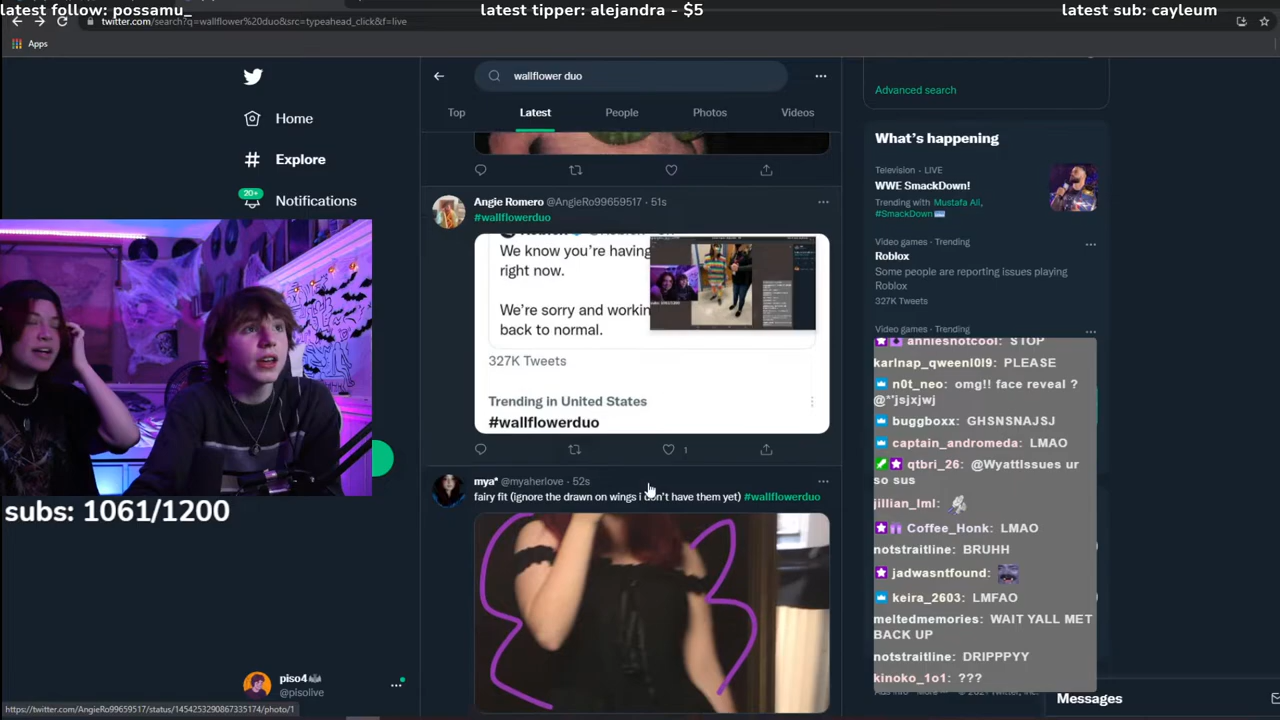 latest follow: possamu_
latest tipper: alejandra - $5
latest sub: cayleum
twitter.com/search?q=wallflower%20duo&src=typeahead_click&f=live
Apps
Home
Explore
20+
Notifications
subs: 1061/1200
piso4
@pisolive
https://twitter.com/AngieRo99659517/status/1454253290867335174/photo/1
wallflower duo
Top
Latest
People
Photos
Videos
Angie Romero @AngieRo99659517 · 51s
#wallflowerduo
We know you're having
right now.
We're sorry and workin
back to normal.
327K Tweets
Trending in United States
#wallflowerduo
1
mya* @myaherlove · 52s
fairy fit (ignore the drawn on wings i don't have them yet) #wallflowerduo
Advanced search
What's happening
Television · LIVE
WWE SmackDown!
Trending with Mustafa Ali,
#SmackDown
Video games · Trending
Roblox
Some people are reporting issues playing
Roblox
327K Tweets
Video games · Trending
anniesnotcool: STOP
karlnap_qweenl0l9: PLEASE
n0t_neo: omg!! face reveal ?
@*'jsjxjwj
buggboxx: GHSNSNAJSJ
captain_andromeda: LMAO
qtbri_26: @WyattIssues ur
so sus
jillian_lml:
Coffee_Honk: LMAO
notstraitline: BRUHH
jadwasntfound:
keira_2603: LMFAO
meltedmemories: WAIT YALL MET
BACK UP
notstraitline: DRIPPPYY
kinoko_1o1: ???
Messages